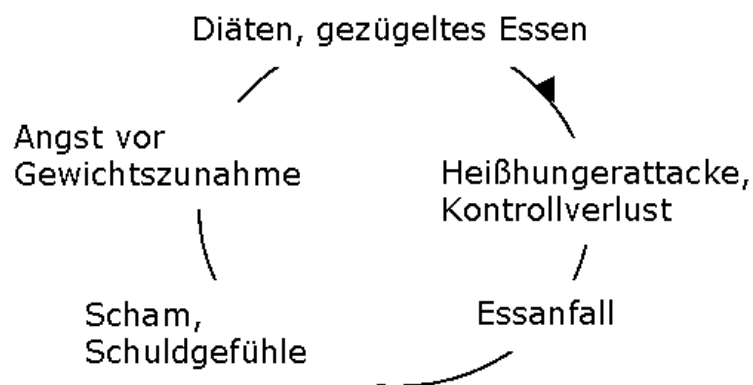 Diäten, gezügeltes Essen
Angst vor
Gewichtszunahme
Heißhungerattacke,
Kontrollverlust
Essanfall
Scham,
Schuldgefühle